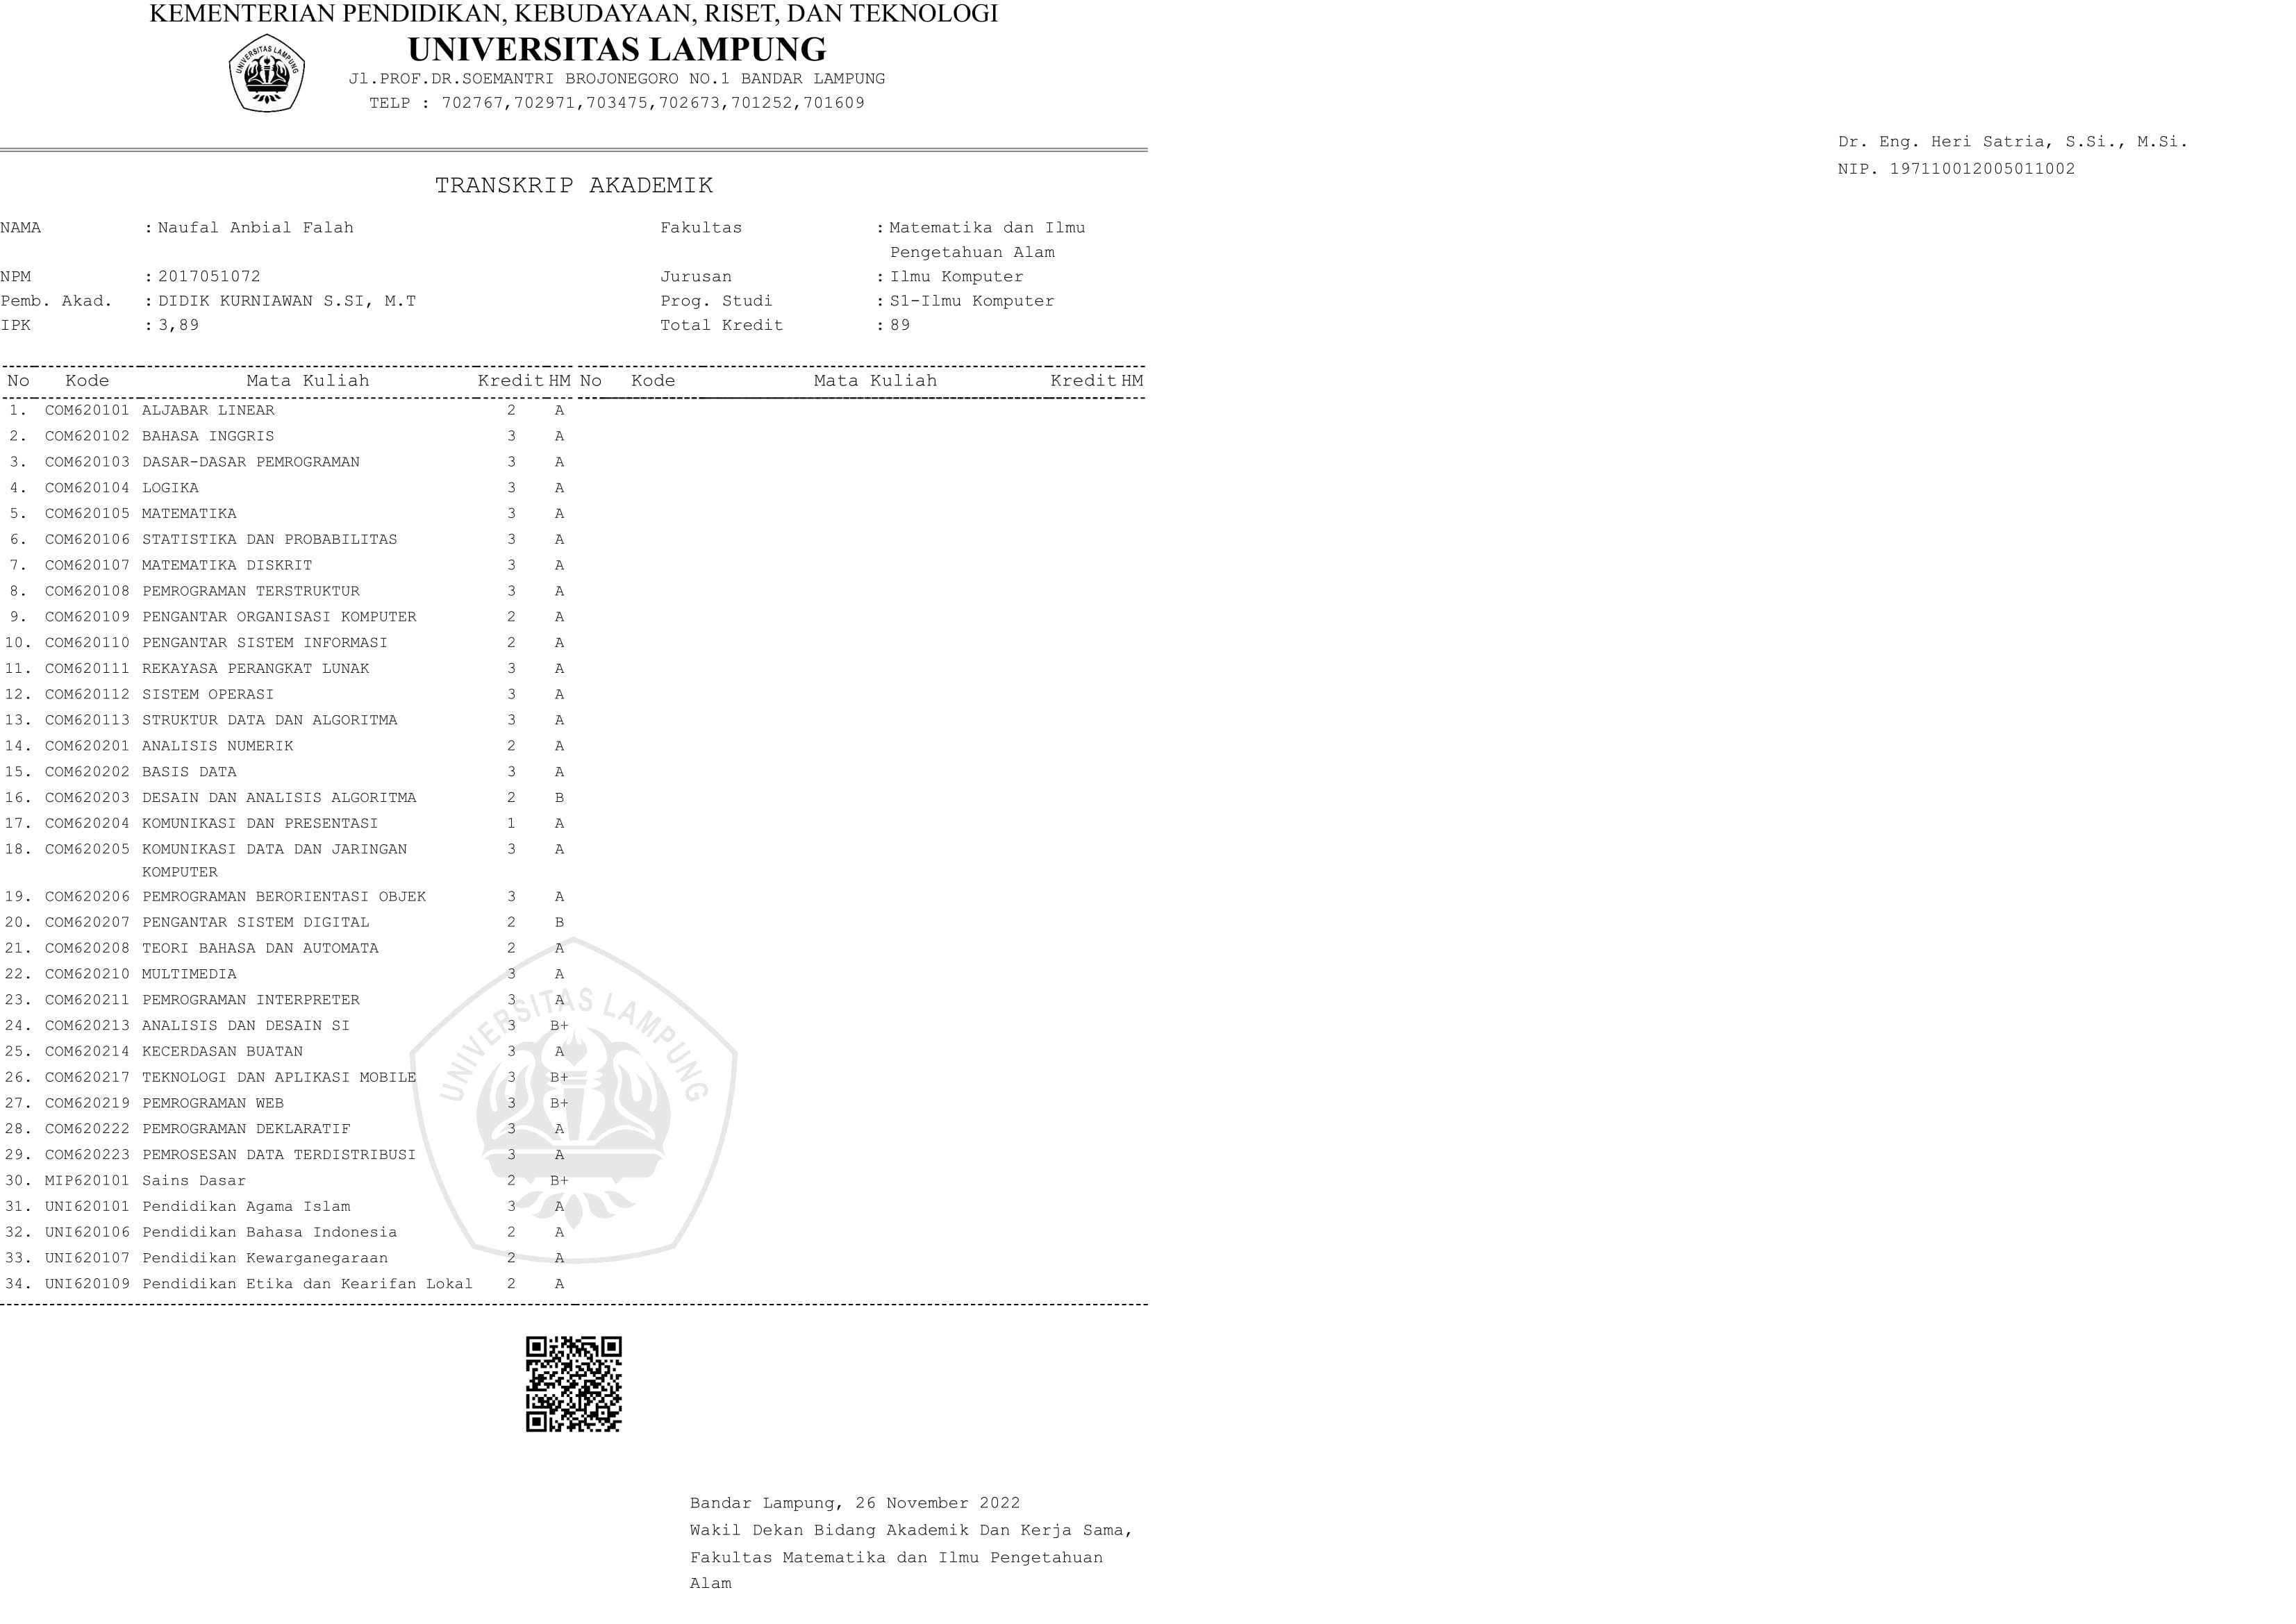 KEMENTERIAN PENDIDIKAN, KEBUDAYAAN, RISET, DAN TEKNOLOGI
UNIVERSITAS LAMPUNG
UNIVERSITAS LAMPUNG
Jl.PROF.DR.SOEMANTRI BROJONEGORO NO.1 BANDAR LAMPUNG
TELP : 702767,702971,703475,702673,701252,701609
TRANSKRIP AKADEMIK
NAMA : Naufal Anbial Falah Fakultas : Matematika dan Ilmu
Pengetahuan Alam
NPM : 2017051072 Jurusan : Ilmu Komputer
Pemb. Akad. : DIDIK KURNIAWAN S.SI, M.T Prog. Studi : S1-Ilmu Komputer
IPK : 3,89 Total Kredit : 89
No Kode Mata Kuliah Kredit HM No Kode Mata Kuliah Kredit HM
1. COM620101 ALJABAR LINEAR 2 A
2. COM620102 BAHASA INGGRIS 3 A
3. COM620103 DASAR-DASAR PEMROGRAMAN 3 A
4. COM620104 LOGIKA 3 A
5. COM620105 MATEMATIKA 3 A
6. COM620106 STATISTIKA DAN PROBABILITAS 3 A
7. COM620107 MATEMATIKA DISKRIT 3 A
8. COM620108 PEMROGRAMAN TERSTRUKTUR 3 A
9. COM620109 PENGANTAR ORGANISASI KOMPUTER 2 A
10. COM620110 PENGANTAR SISTEM INFORMASI 2 A
11. COM620111 REKAYASA PERANGKAT LUNAK 3 A
12. COM620112 SISTEM OPERASI 3 A
13. COM620113 STRUKTUR DATA DAN ALGORITMA 3 A
14. COM620201 ANALISIS NUMERIK 2 A
15. COM620202 BASIS DATA 3 A
16. COM620203 DESAIN DAN ANALISIS ALGORITMA 2 B
17. COM620204 KOMUNIKASI DAN PRESENTASI 1 A
18. COM620205 KOMUNIKASI DATA DAN JARINGAN 3 A
KOMPUTER
19. COM620206 PEMROGRAMAN BERORIENTASI OBJEK 3 A
20. COM620207 PENGANTAR SISTEM DIGITAL 2 B
21. COM620208 TEORI BAHASA DAN AUTOMATA 2 A
22. COM620210 MULTIMEDIA 3 A
23. COM620211 PEMROGRAMAN INTERPRETER 3 A
24. COM620213 ANALISIS DAN DESAIN SI 3 B+
25. COM620214 KECERDASAN BUATAN 3 A
26. COM620217 TEKNOLOGI DAN APLIKASI MOBILE 3 B+
27. COM620219 PEMROGRAMAN WEB 3 B+
28. COM620222 PEMROGRAMAN DEKLARATIF 3 A
29. COM620223 PEMROSESAN DATA TERDISTRIBUSI 3 A
30. MIP620101 Sains Dasar 2 B+
31. UNI620101 Pendidikan Agama Islam 3 A
32. UNI620106 Pendidikan Bahasa Indonesia 2 A
33. UNI620107 Pendidikan Kewarganegaraan 2 A
34. UNI620109 Pendidikan Etika dan Kearifan Lokal 2 A
UNIVERSITAS LAMPUNG
Bandar Lampung, 26 November 2022
Wakil Dekan Bidang Akademik Dan Kerja Sama,
Fakultas Matematika dan Ilmu Pengetahuan
Alam
Dr. Eng. Heri Satria, S.Si., M.Si.
NIP. 197110012005011002